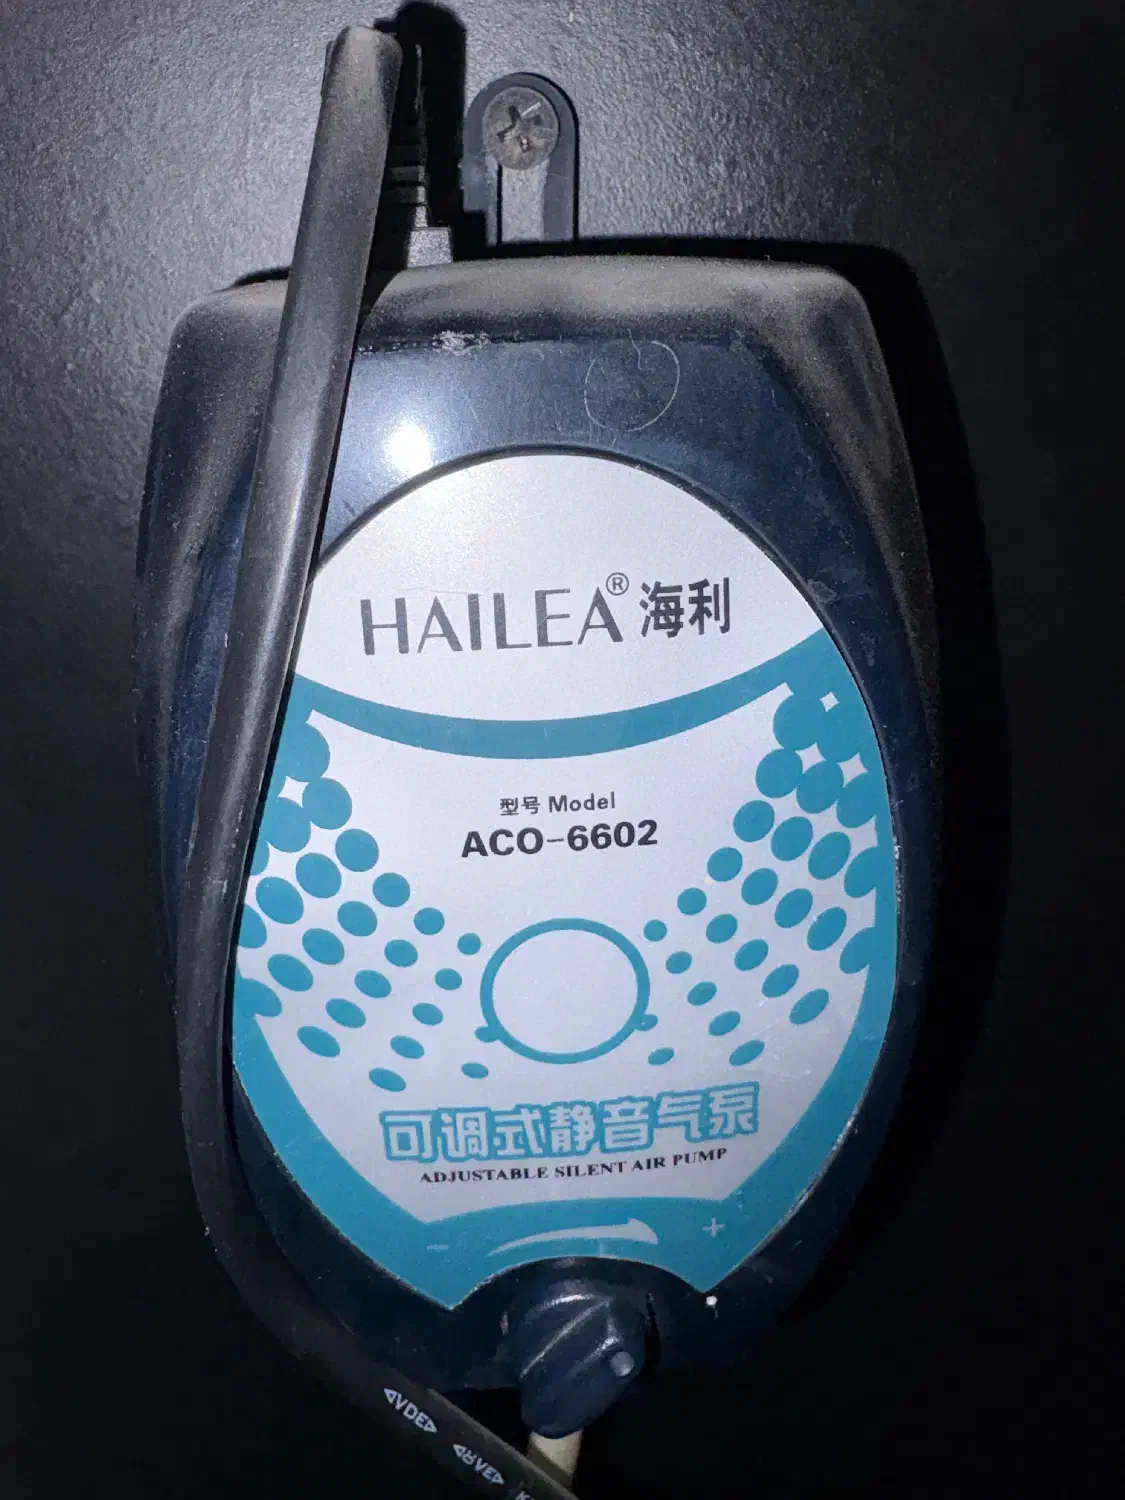 HAILEA® 海利
型号 Model
ACO-6602
可调式静音气泵
ADJUSTABLE SILENT AIR PUMP
- +
VDE